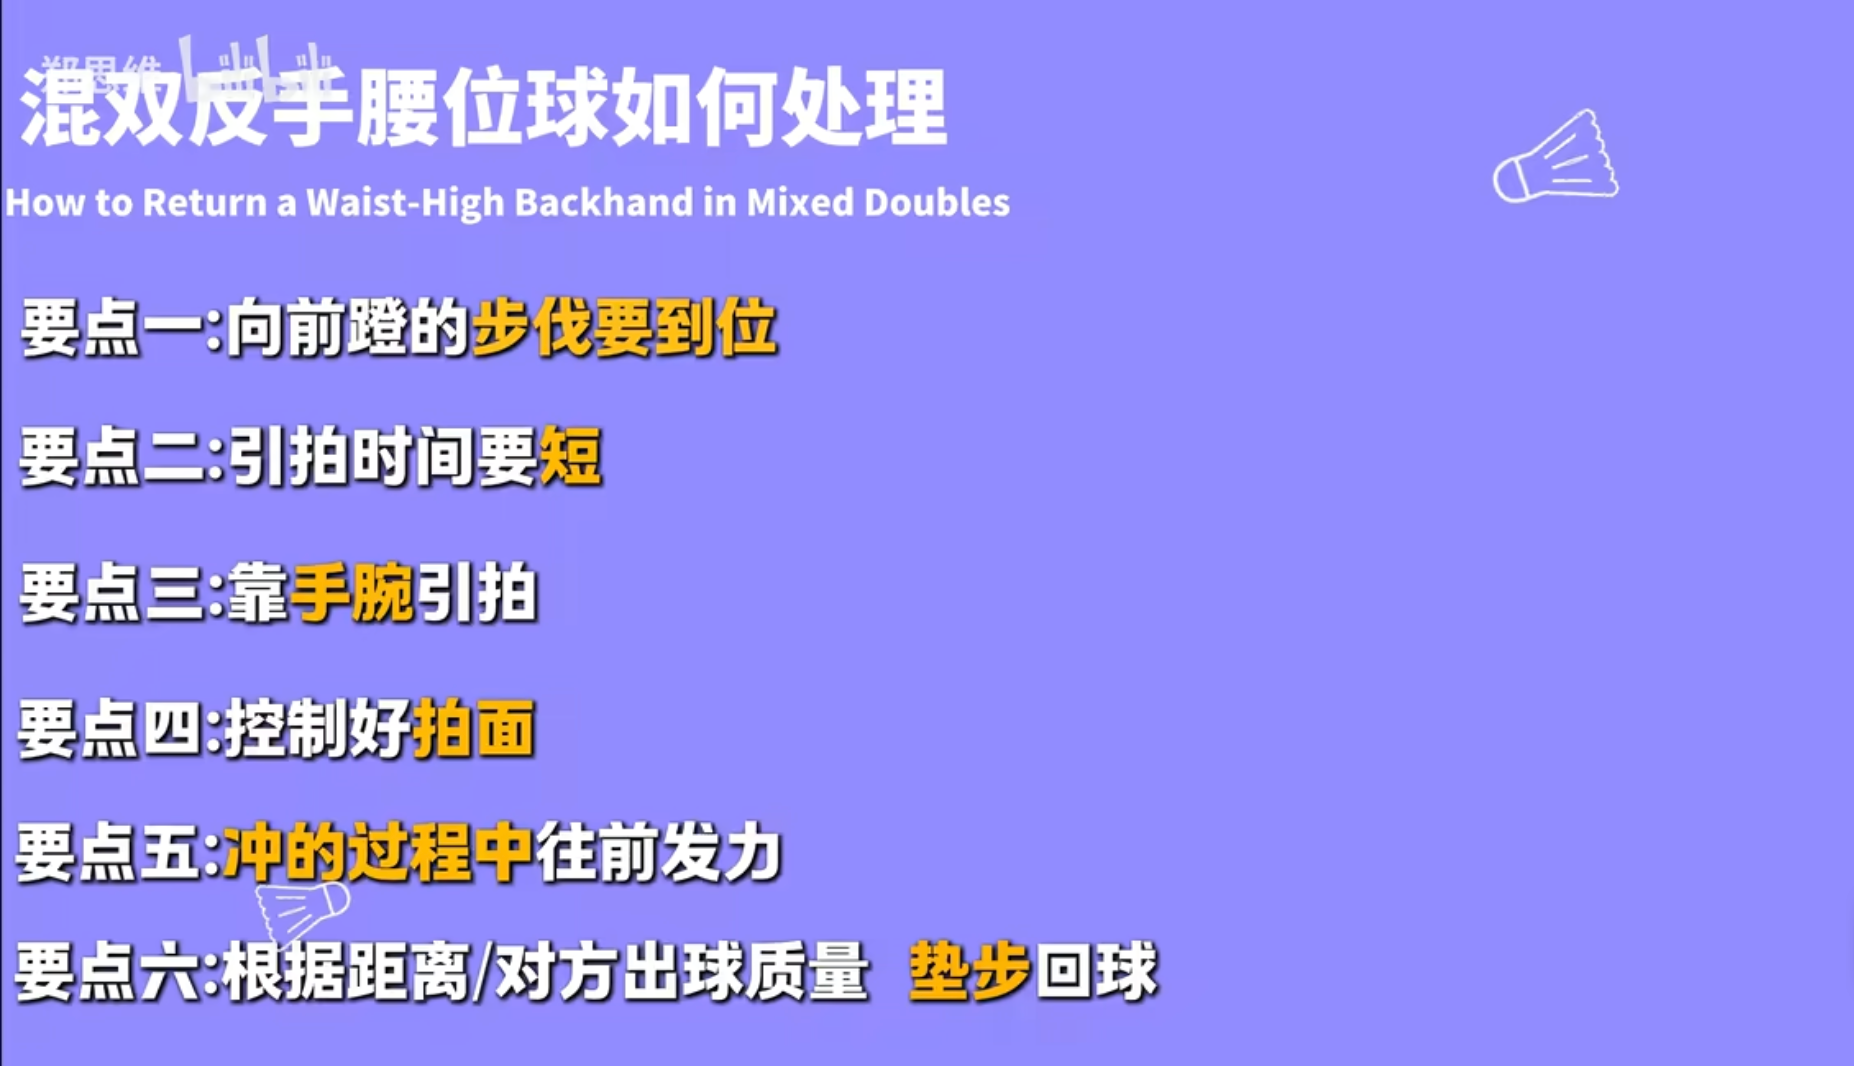 郑思维 bilibili
混双反手腰位球如何处理
How to Return a Waist-High Backhand in Mixed Doubles
要点一:向前蹬的步伐要到位
要点二:引拍时间要短
要点三:靠手腕引拍
要点四:控制好拍面
要点五:冲的过程中往前发力
要点六:根据距离/对方出球质量 垫步回球